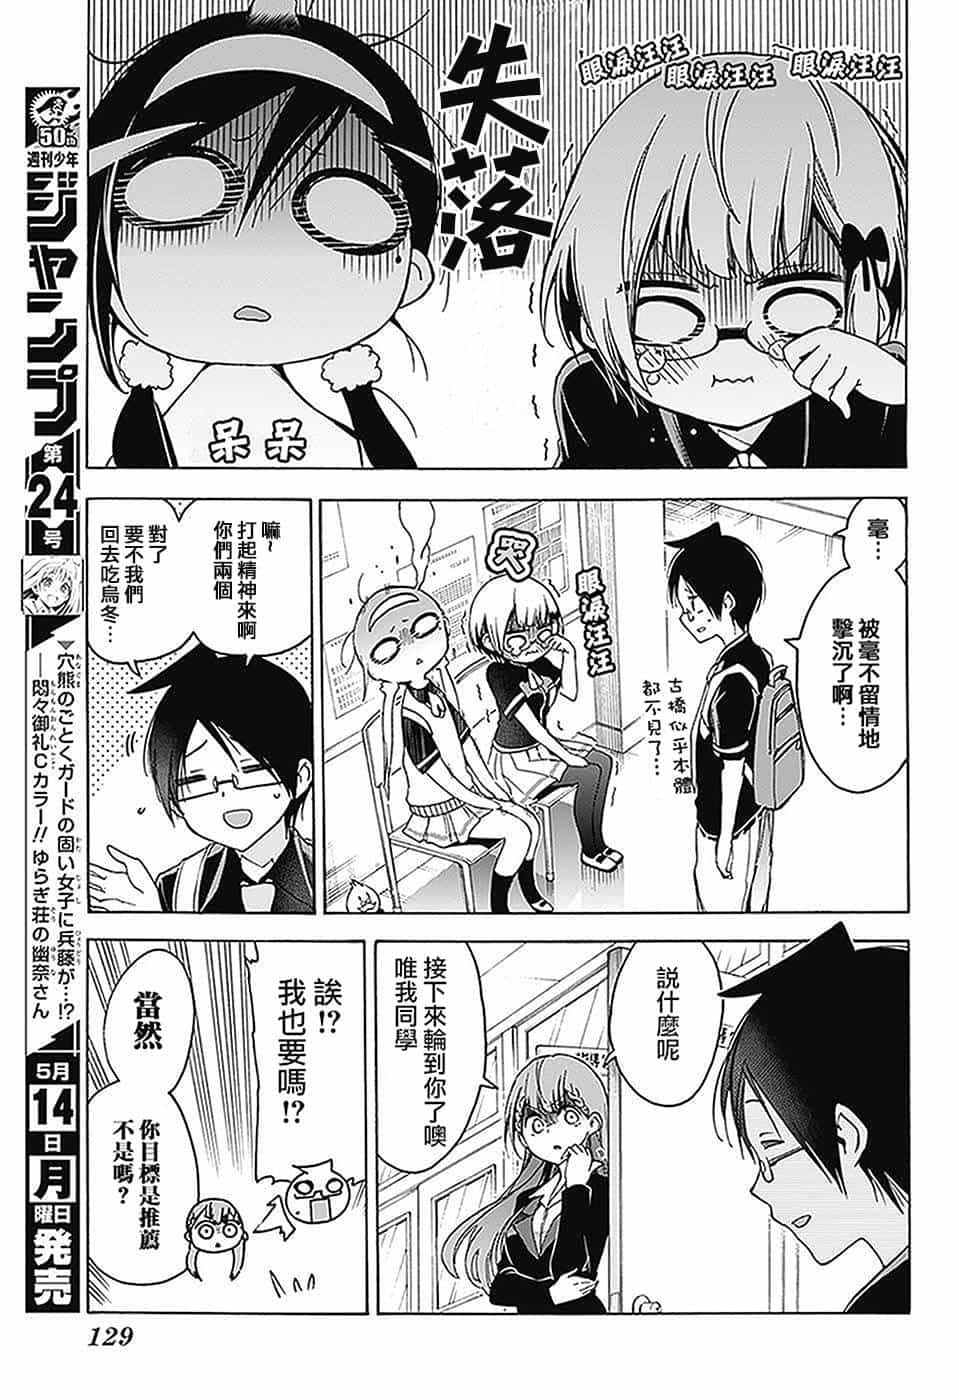 失落
眼淚汪汪
眼淚汪汪
眼淚汪汪
呆呆
毫…
被毫不留情地
擊沉了啊…
古橋似乎本體
都不見了…
哭
眼淚汪汪
嘛~
打起精神來啊
你們兩個
對了
要不我們
回去吃烏冬…
説什麼呢
接下來輪到你了噢
唯我同學
誒!?
我也要嗎!?
當然
你目標是推薦
不是嗎？
50th
週刊少年
ジャンプ
第
24
号
▼穴熊のごとくガードの固い女子に兵藤が…!?
―悶々御礼Cカラー!! ゆらぎ荘の幽奈さん
5月
14
日
月
曜日
発売
129